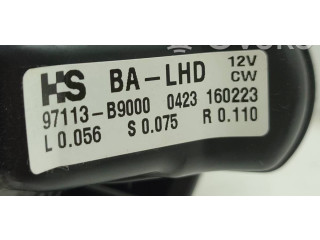 HS BA-LHD 12V CW
97113-B9000 0423 160223
L 0.056 S 0.075 R 0.110